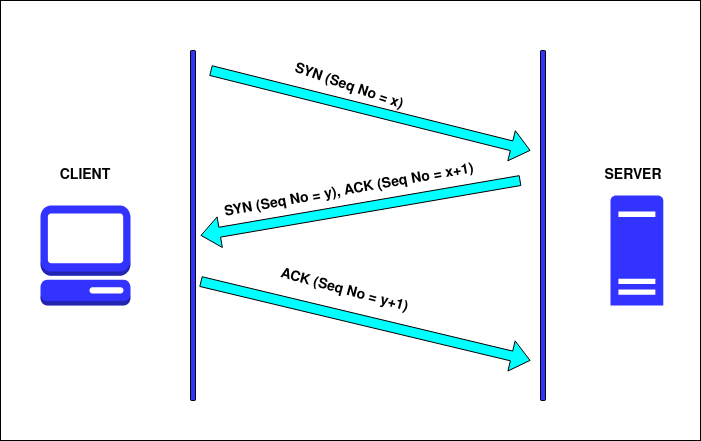 SYN (Seq No = x)
CLIENT
SERVER
SYN (Seq No = y), ACK (Seq No = x+1)
ACK (Seq No = y+1)